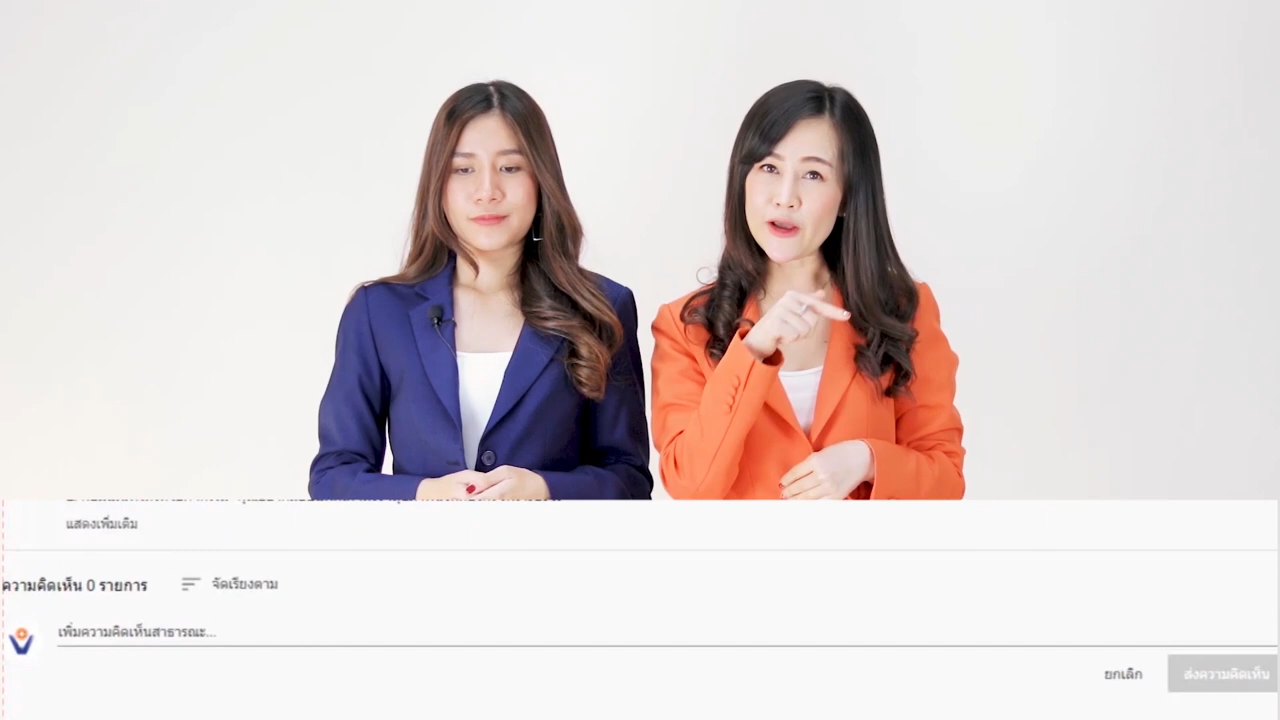 แสดงเพิ่มเติม
ความคิดเห็น 0 รายการ
จัดเรียงตาม
เพิ่มความคิดเห็นสาธารณะ...
ยกเลิก
ส่งความคิดเห็น